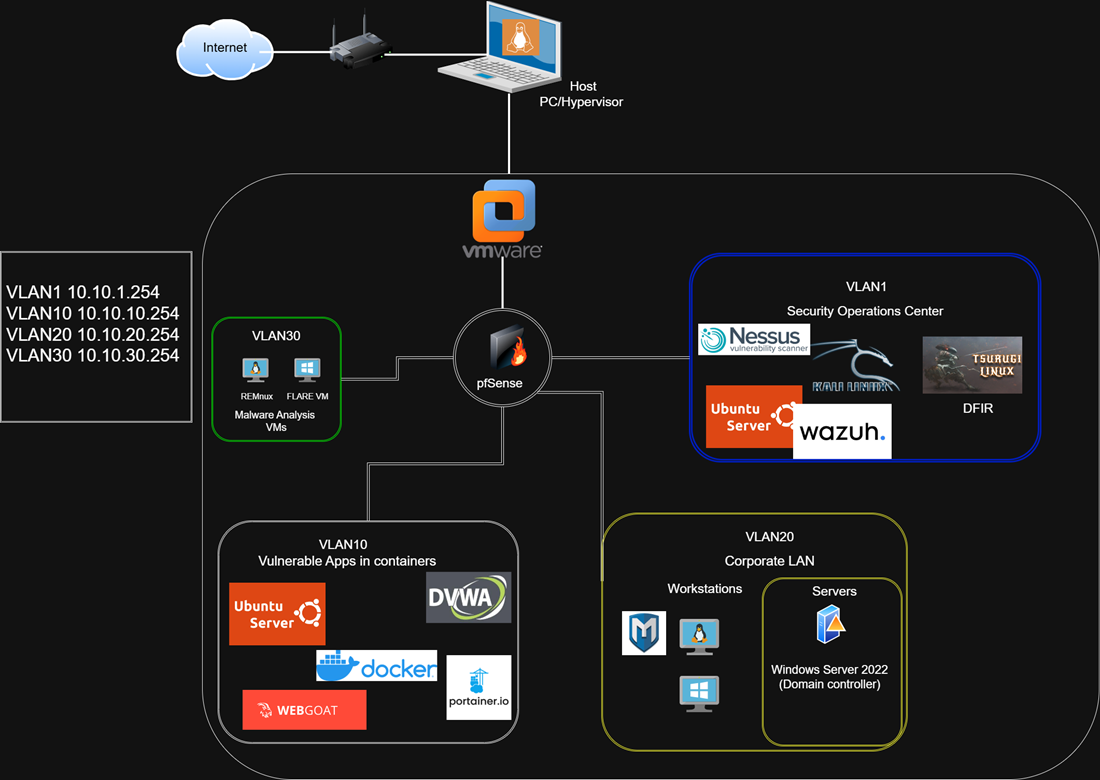 Internet
Host
PC/Hypervisor
vmware
VLAN1 10.10.1.254
VLAN10 10.10.10.254
VLAN20 10.10.20.254
VLAN30 10.10.30.254
VLAN30
REMnux
FLARE VM
Malware Analysis
VMs
pfSense
VLAN1
Security Operations Center
Nessus
vulnerability scanner
KALI LINUX
TSURUGI
LINUX
DFIR
Ubuntu
Server
wazuh.
VLAN10
Vulnerable Apps in containers
Ubuntu
Server
DVWA
docker
portainer.io
WEBGOAT
VLAN20
Corporate LAN
Workstations
M
Servers
Windows Server 2022
(Domain controller)